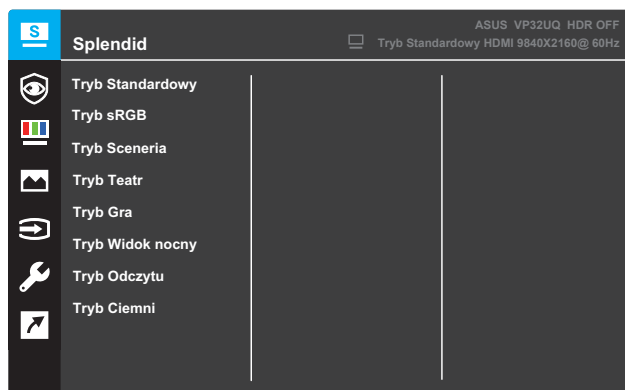 S
ASUS VP32UQ HDR OFF
Splendid
Tryb Standardowy HDMI 9840X2160@ 60Hz
Tryb Standardowy
Tryb sRGB
Tryb Sceneria
Tryb Teatr
Tryb Gra
Tryb Widok nocny
Tryb Odczytu
Tryb Ciemni